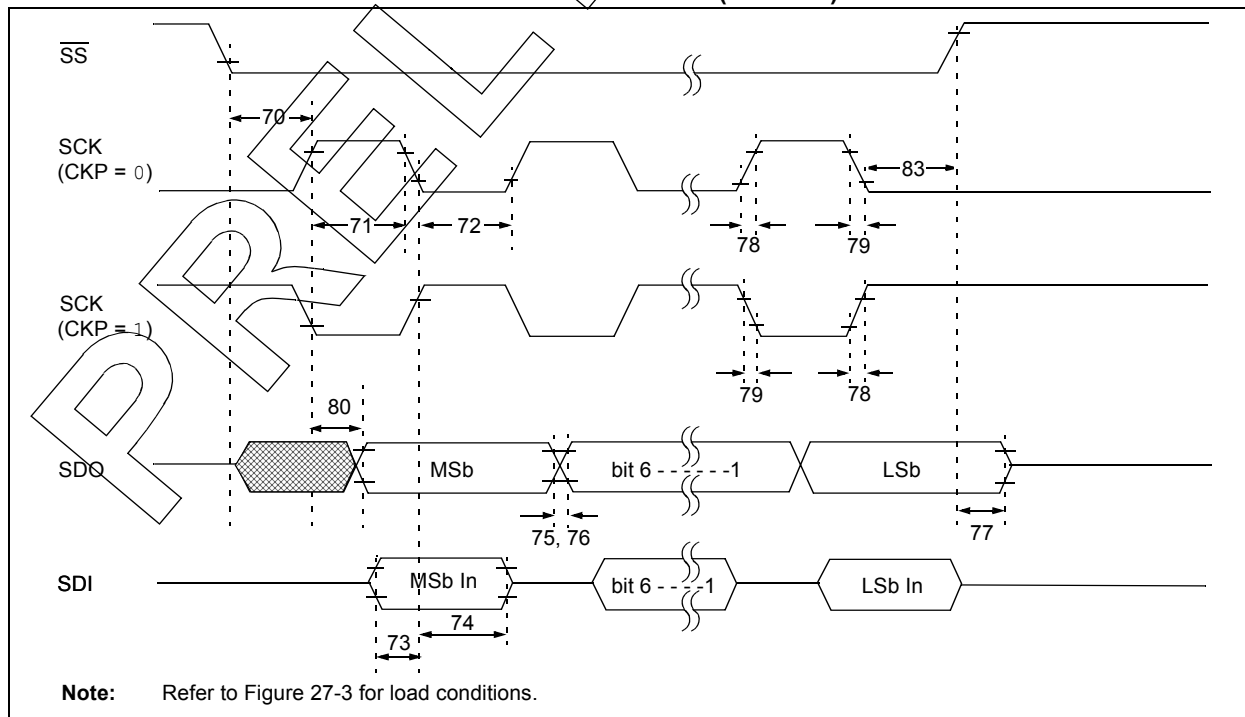 SS
70
SCK
(CKP = 0)
83
71
72
78
79
SCK
(CKP = 1)
79
78
80
SDO
MSb
bit 6 - - - - - -1
LSb
75, 76
77
SDI
MSb In
bit 6 - - - -1
LSb In
74
73
Note: Refer to Figure 27-3 for load conditions.
PREL